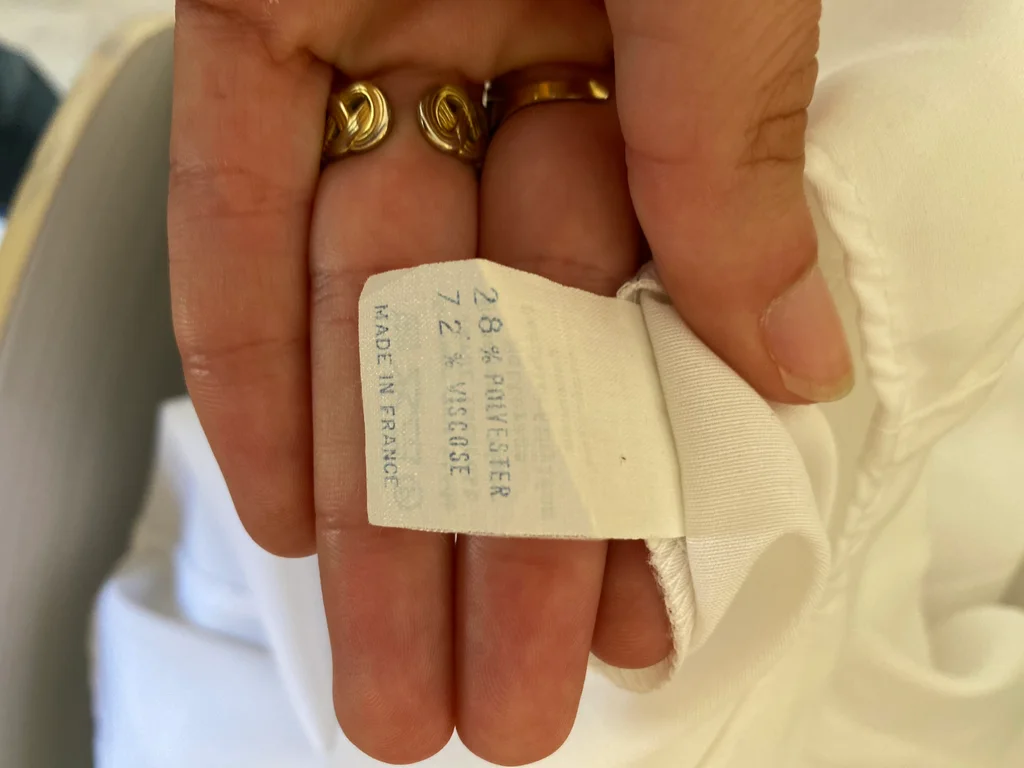 28% POLYESTER
72% VISCOSE
MADE IN FRANCE